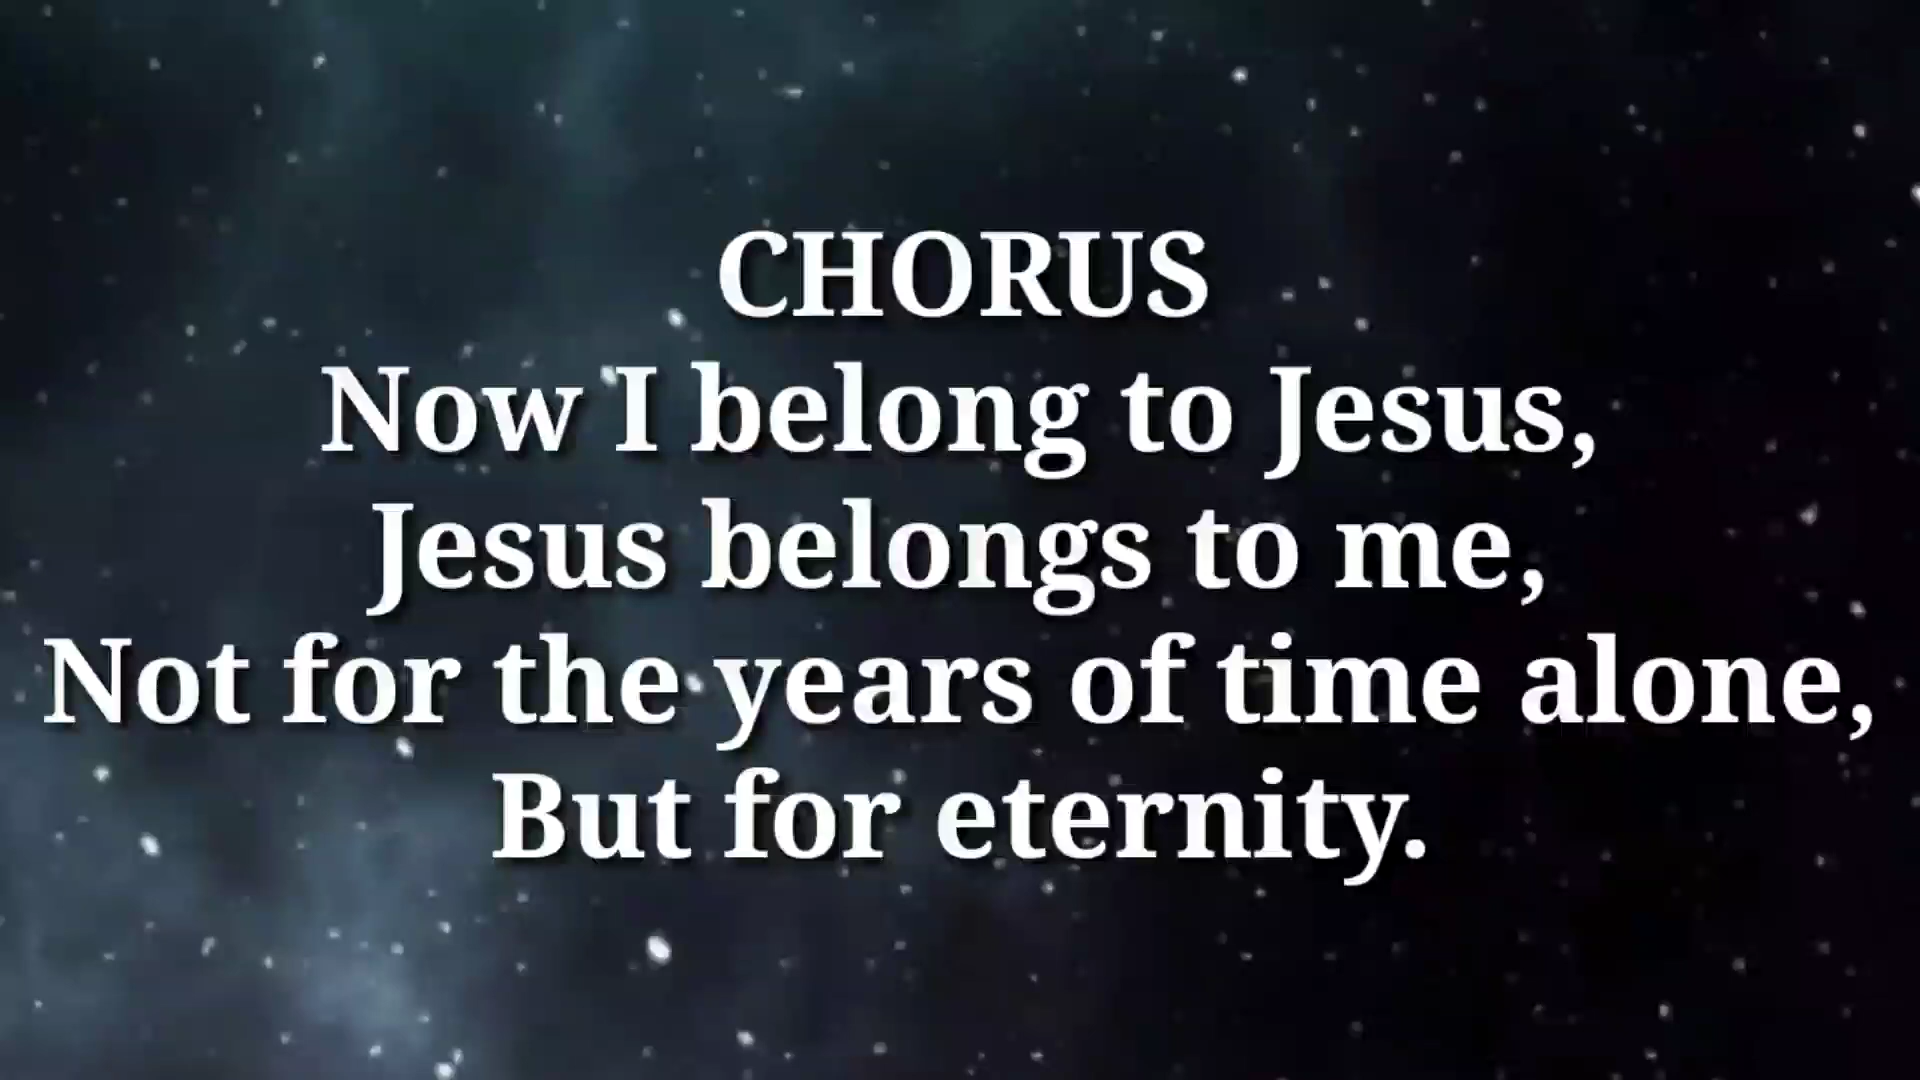 CHORUS
Now I belong to Jesus,
Jesus belongs to me,
Not for the years of time alone,
But for eternity.